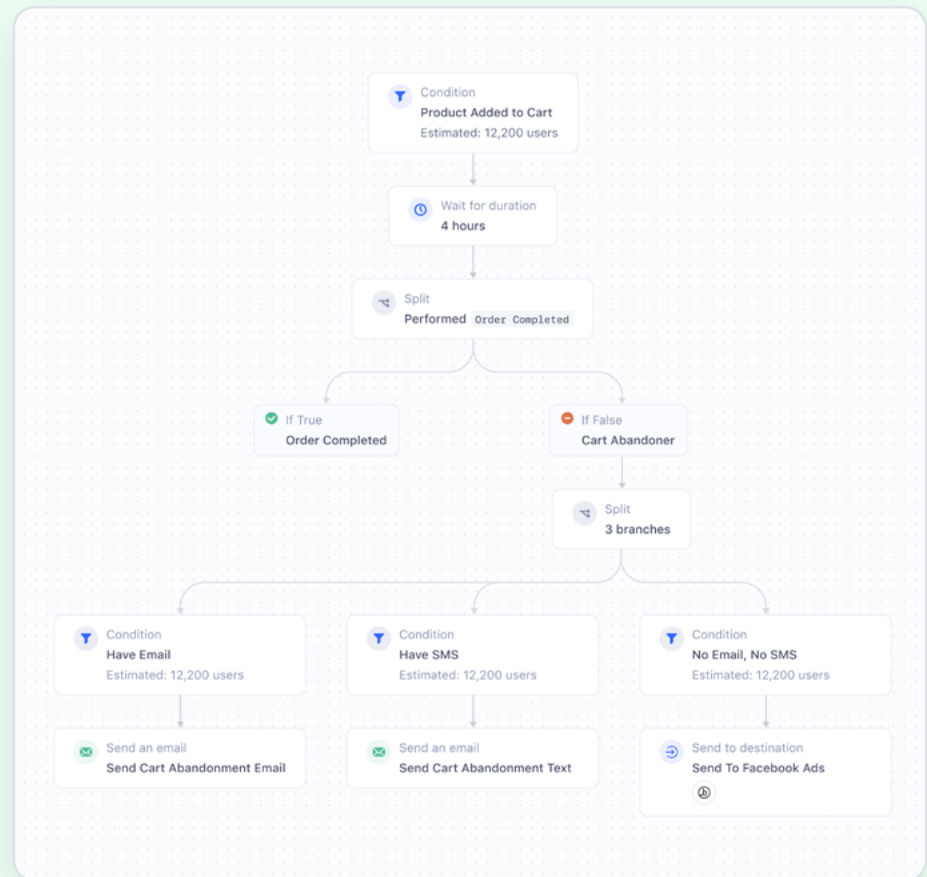 Condition
Product Added to Cart
Estimated: 12,200 users
Wait for duration
4 hours
Split
Performed Order Completed
If True
Order Completed
If False
Cart Abandoner
Split
3 branches
Condition
Have Email
Estimated: 12,200 users
Condition
Have SMS
Estimated: 12,200 users
Condition
No Email, No SMS
Estimated: 12,200 users
Send an email
Send Cart Abandonment Email
Send an email
Send Cart Abandonment Text
Send to destination
Send To Facebook Ads